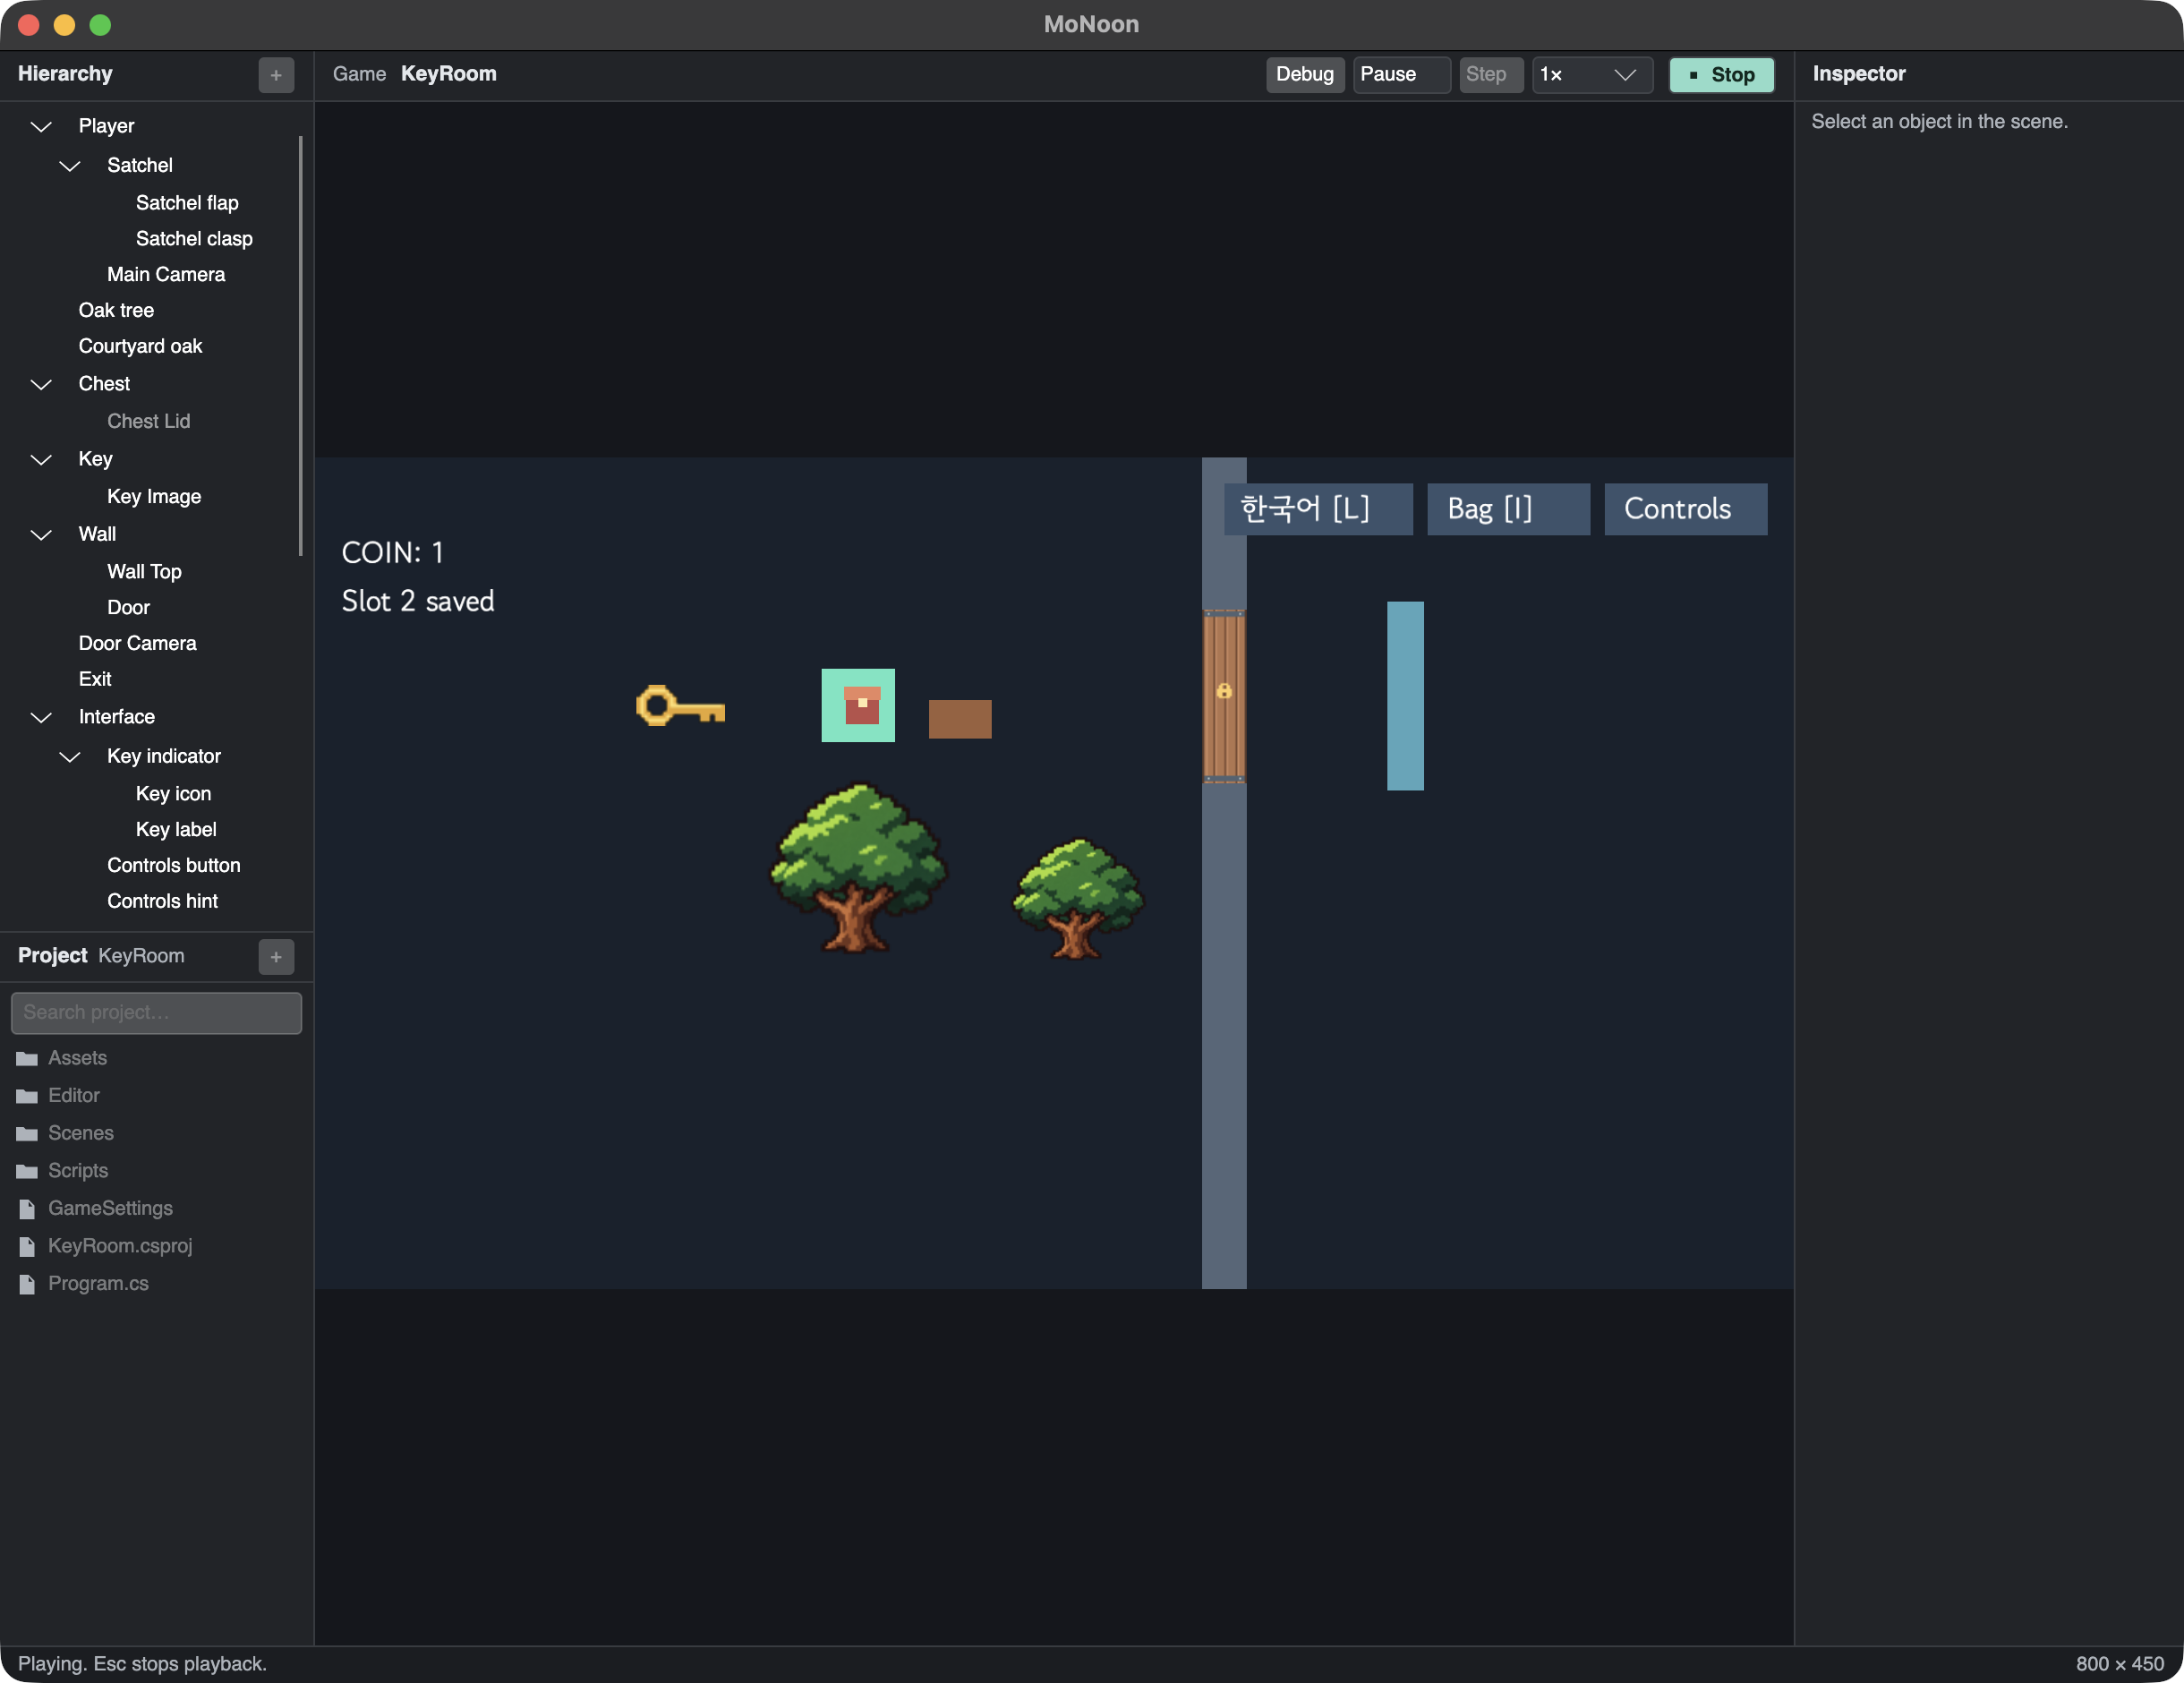 MoNoon
Hierarchy
+
Game KeyRoom
Debug
Pause
Step
1×
Stop
Inspector
Select an object in the scene.
Player
Satchel
Satchel flap
Satchel clasp
Main Camera
Oak tree
Courtyard oak
Chest
Chest Lid
Key
Key Image
Wall
Wall Top
Door
Door Camera
Exit
Interface
Key indicator
Key icon
Key label
Controls button
Controls hint
한국어 [L]
Bag [I]
Controls
COIN: 1
Slot 2 saved
Project KeyRoom
+
Search project...
Assets
Editor
Scenes
Scripts
GameSettings
KeyRoom.csproj
Program.cs
Playing. Esc stops playback.
800 × 450